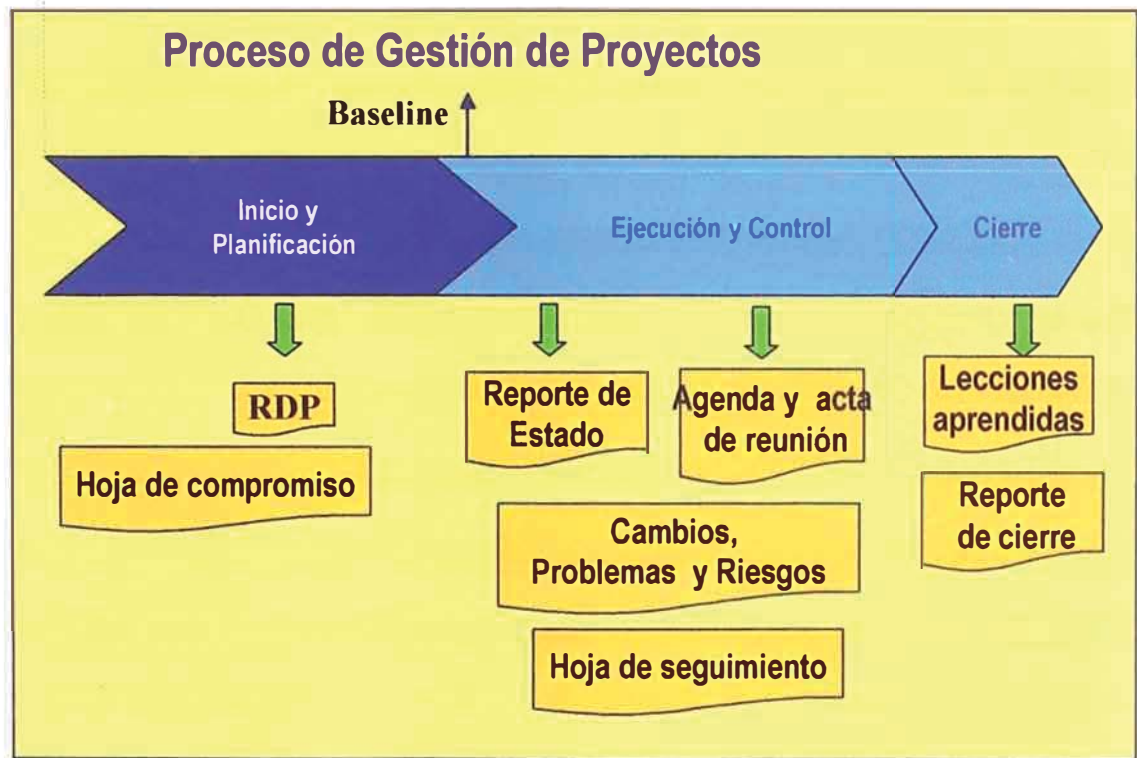 Proceso de Gestión de Proyectos
Baseline
Inicio y
Planificación
Ejecución y Control
Cierre
RDP
Hoja de compromiso
Reporte de
Estado
Agenda y acta
de reunión
Cambios,
Problemas y Riesgos
Hoja de seguimiento
Lecciones
aprendidas
Reporte
de cierre